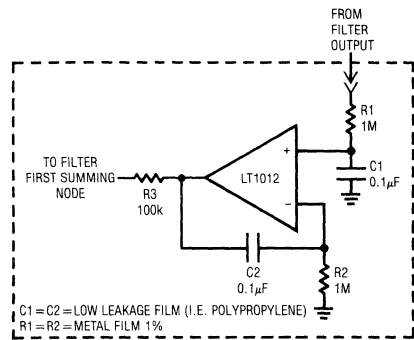 FROM
FILTER
OUTPUT
R1
1M
+
C1
0.1µF
LT1012
TO FILTER
FIRST SUMMING
NODE
R3
100k
−
C2
0.1µF
R2
1M
C1 = C2 = LOW LEAKAGE FILM (I.E. POLYPROPYLENE)
R1 = R2 = METAL FILM 1%